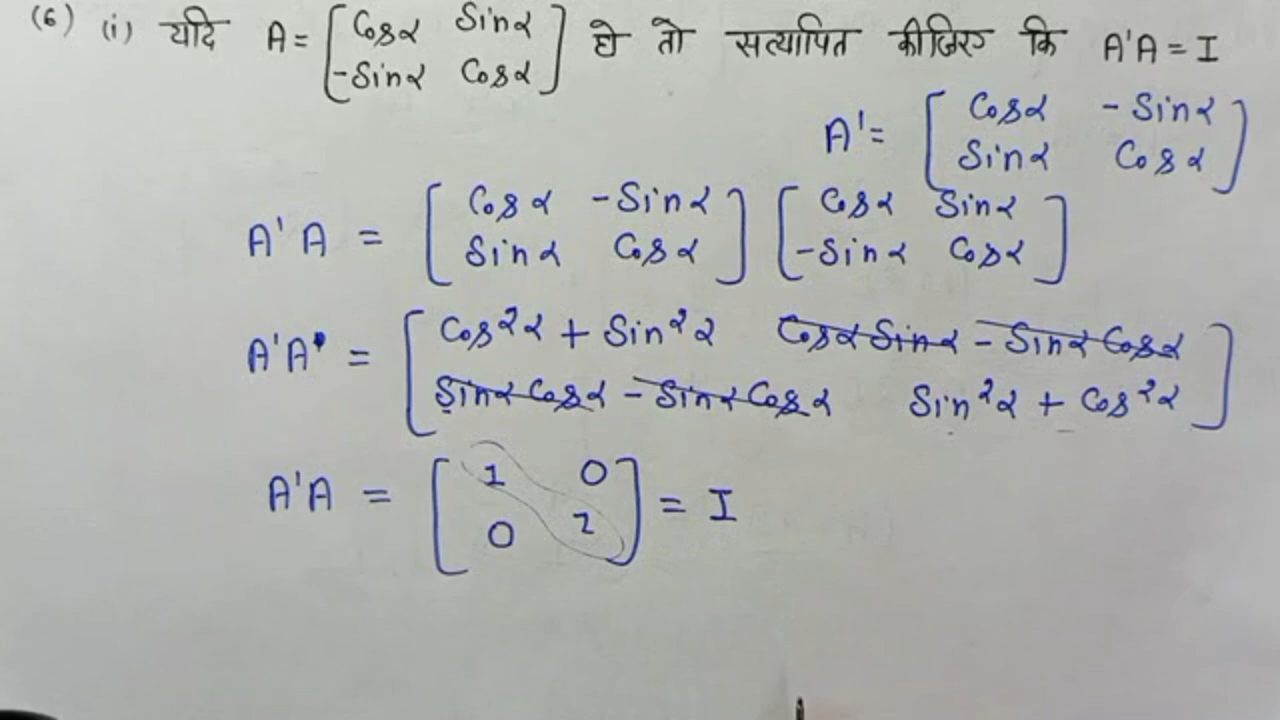 (6) (i) यदि A = [ Cosα Sinα
-Sinα Cosα ] हो तो सत्यापित कीजिए कि A'A = I
A' = [ Cosα - Sinα
Sinα Cosα ]
A'A = [ Cosα -Sinα
Sinα Cosα ] [ Cosα Sinα
-Sinα Cosα ]
A'A = [ Cos²α + Sin²α Cosα Sinα - Sinα Cosα
Sinα Cosα - Sinα Cosα Sin²α + Cos²α ]
A'A = [ 1 0
0 1 ] = I